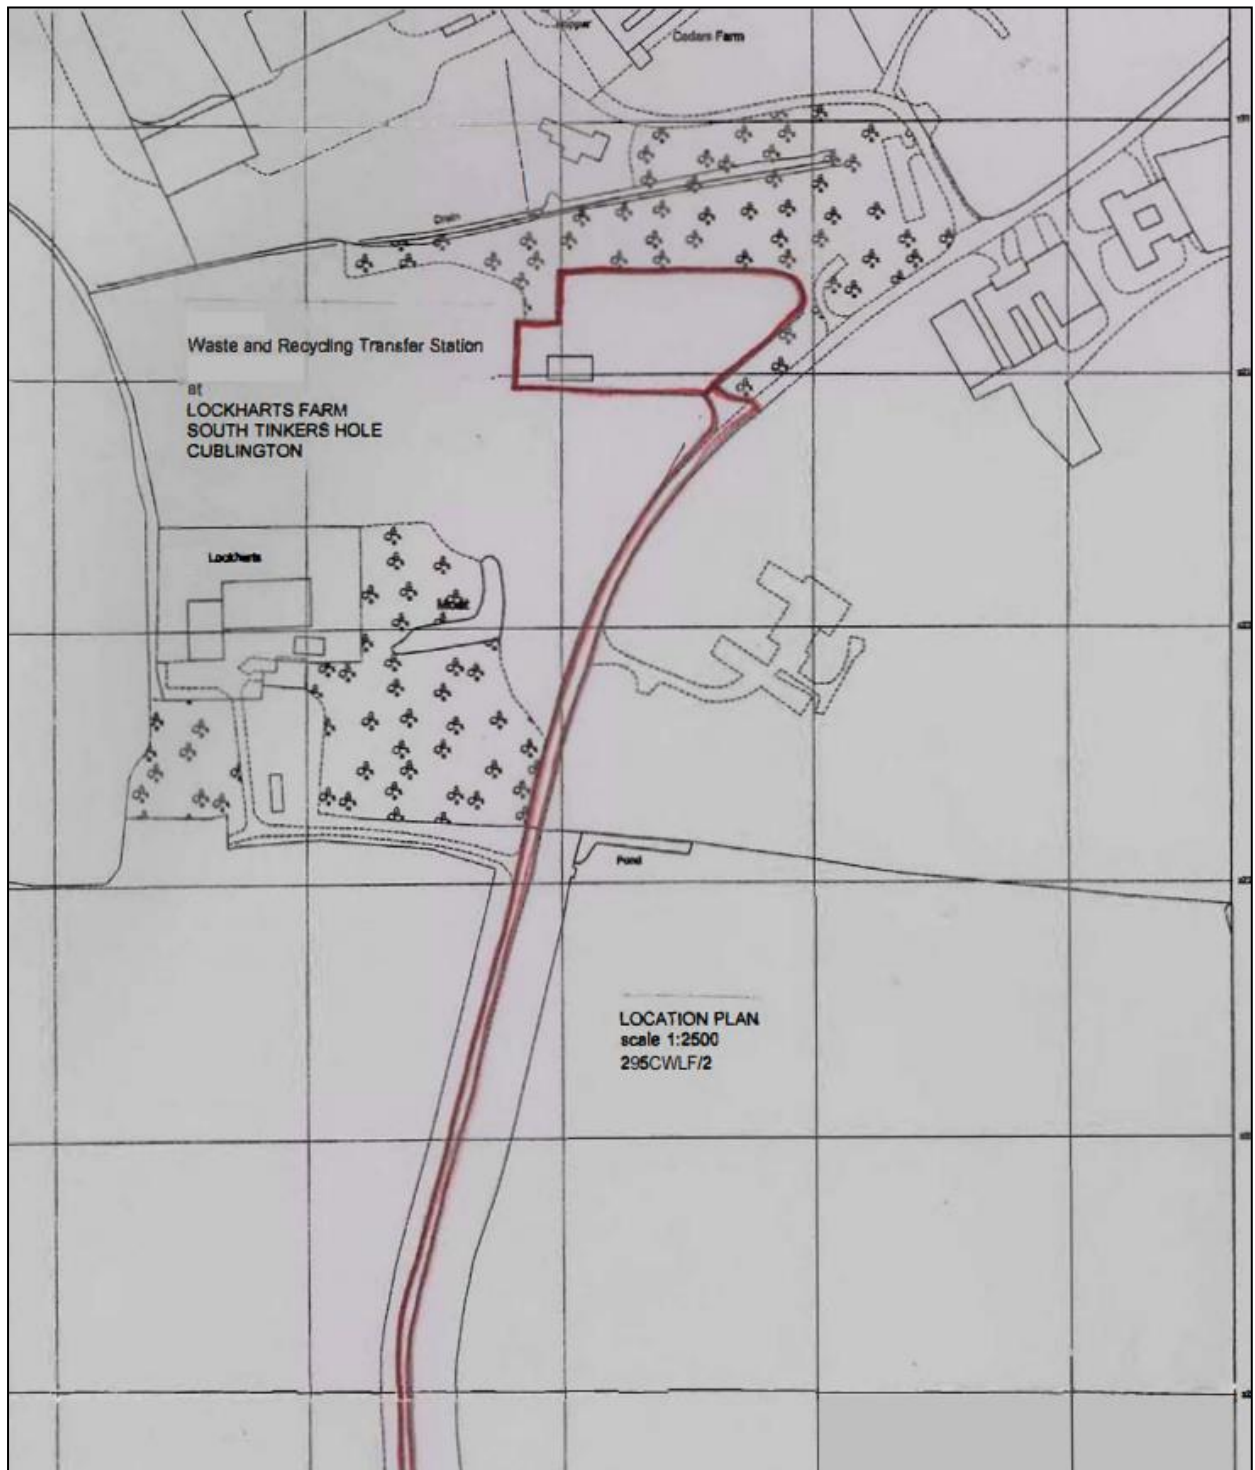 Cedars Farm
Drain
Waste and Recycling Transfer Station
at
LOCKHARTS FARM
SOUTH TINKERS HOLE
CUBLINGTON
Lockharts
Moat
Pond
LOCATION PLAN
scale 1:2500
295CWLF/2